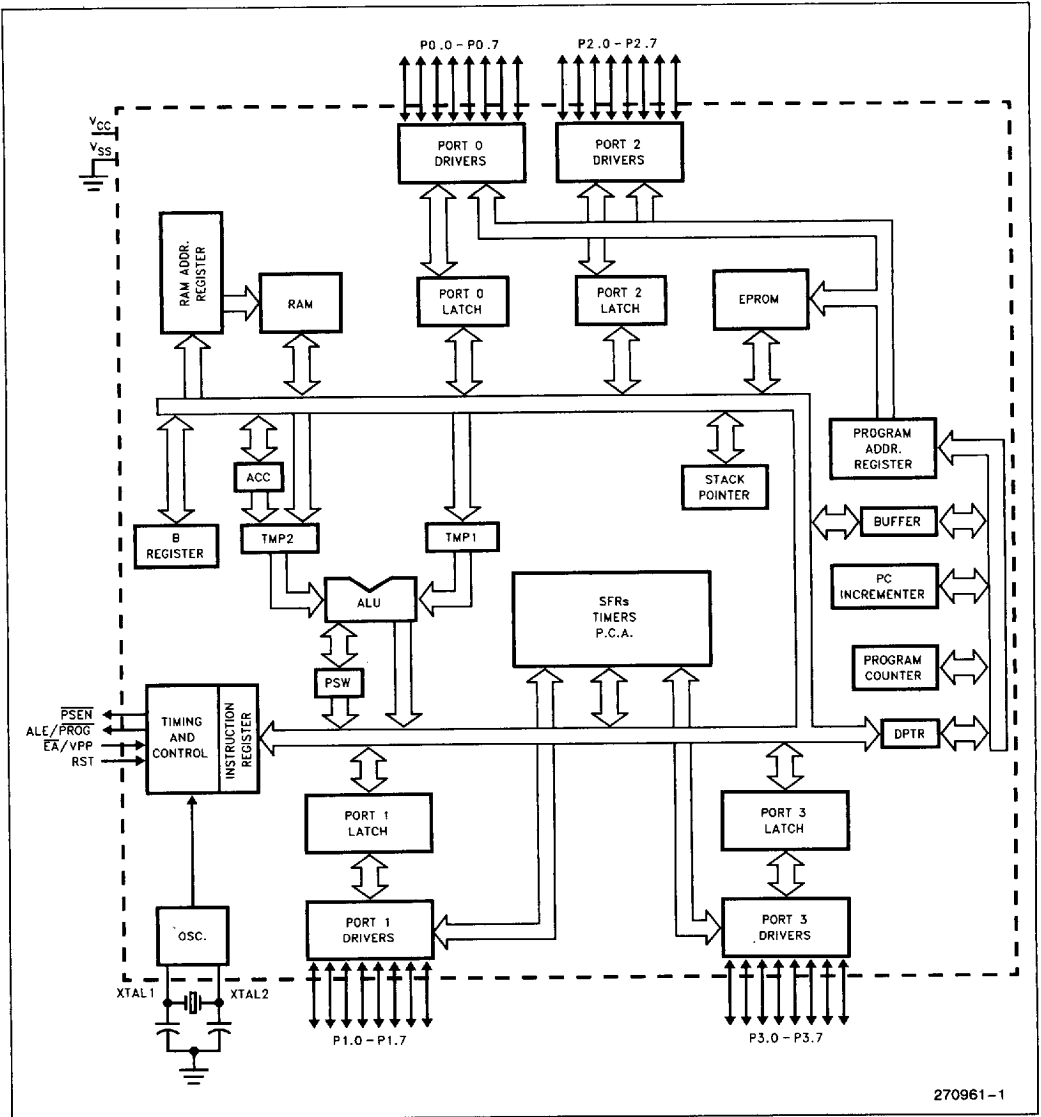 P0.0 – P0.7
P2.0 – P2.7
VCC
VSS
PORT 0
DRIVERS
PORT 2
DRIVERS
RAM ADDR.
REGISTER
RAM
PORT 0
LATCH
PORT 2
LATCH
EPROM
PROGRAM
ADDR.
REGISTER
ACC
STACK
POINTER
B
REGISTER
TMP2
TMP1
BUFFER
ALU
SFRs
TIMERS
P.C.A.
PC
INCREMENTER
PROGRAM
COUNTER
PSW
PSEN
ALE/PROG
EA/VPP
RST
TIMING
AND
CONTROL
INSTRUCTION
REGISTER
DPTR
PORT 1
LATCH
PORT 3
LATCH
OSC.
PORT 1
DRIVERS
PORT 3
DRIVERS
XTAL1
XTAL2
P1.0 – P1.7
P3.0 – P3.7
270961–1